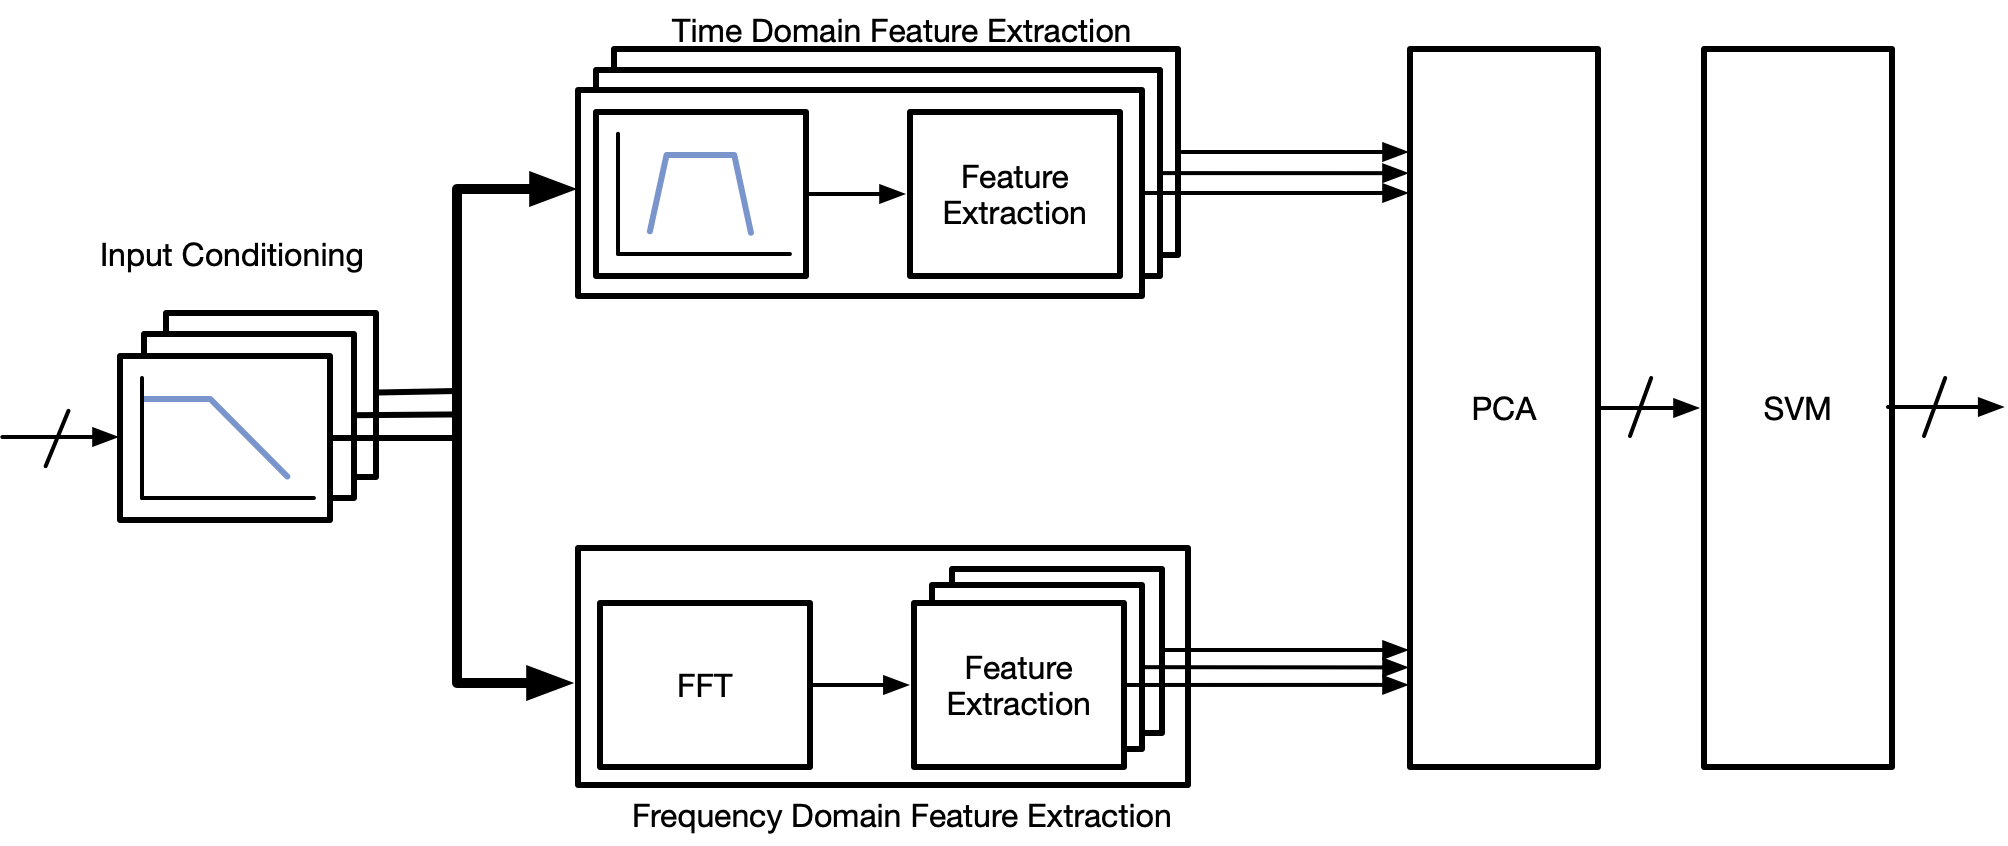 Time Domain Feature Extraction
Feature
Extraction
Input Conditioning
PCA
SVM
FFT
Feature
Extraction
Frequency Domain Feature Extraction